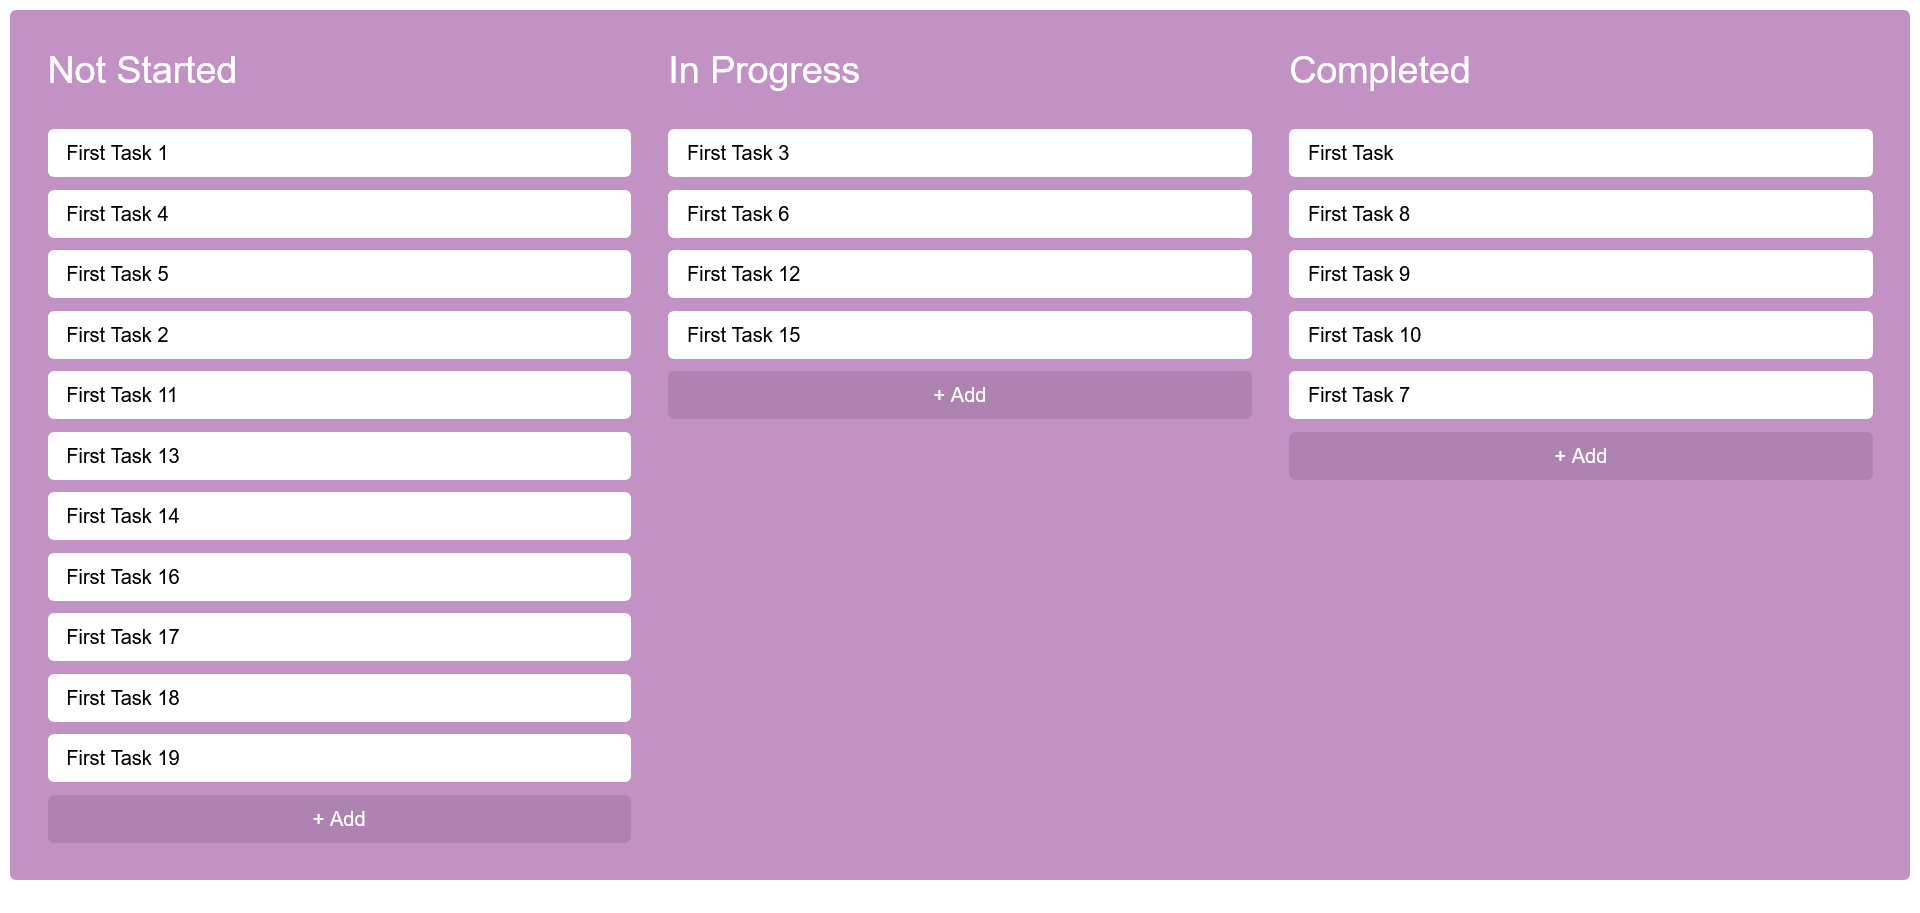 Not Started
First Task 1
First Task 4
First Task 5
First Task 2
First Task 11
First Task 13
First Task 14
First Task 16
First Task 17
First Task 18
First Task 19
+ Add
In Progress
First Task 3
First Task 6
First Task 12
First Task 15
+ Add
Completed
First Task
First Task 8
First Task 9
First Task 10
First Task 7
+ Add